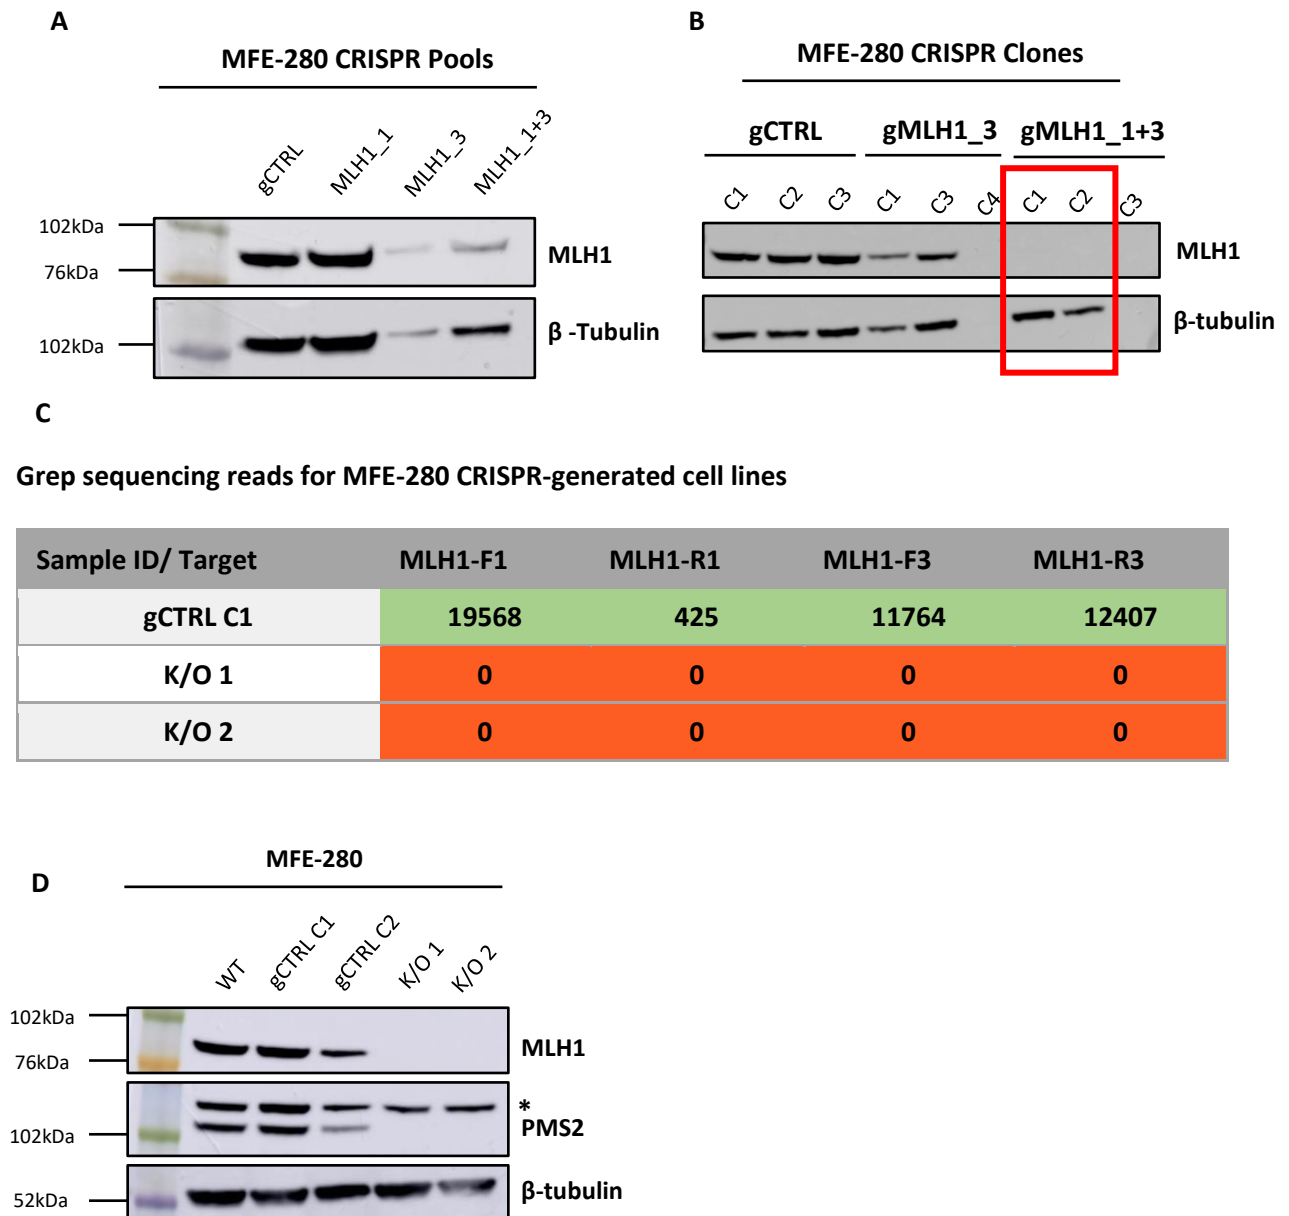 A
MFE-280 CRISPR Pools
gCTRL MLH1_1 MLH1_3 MLH1_1+3
102kDa
76kDa
MLH1
102kDa
β -Tubulin
B
MFE-280 CRISPR Clones
gCTRL gMLH1_3 gMLH1_1+3
C1 C2 C3 C1 C3 C4 C1 C2 C3
MLH1
β-tubulin
C
Grep sequencing reads for MFE-280 CRISPR-generated cell lines
Sample ID/ Target MLH1-F1 MLH1-R1 MLH1-F3 MLH1-R3
gCTRL C1 19568 425 11764 12407
K/O 1 0 0 0 0
K/O 2 0 0 0 0
D
MFE-280
WT gCTRL C1 gCTRL C2 K/O 1 K/O 2
102kDa
76kDa
MLH1
*
PMS2
102kDa
β-tubulin
52kDa